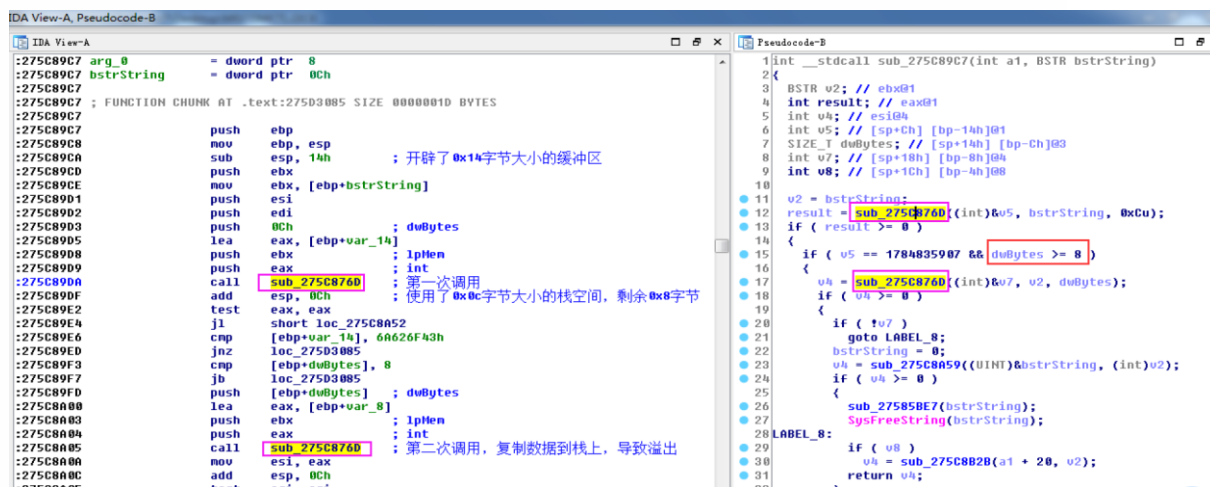 IDA View-A, Pseudocode-B
IDA View-A
Pseudocode-B
:275C89C7 arg_0 = dword ptr 8
:275C89C7 bstrString = dword ptr 0Ch
:275C89C7
:275C89C7 ; FUNCTION CHUNK AT .text:275D3085 SIZE 0000001D BYTES
:275C89C7
:275C89C7 push ebp
:275C89C8 mov ebp, esp
:275C89CA sub esp, 14h ; 开辟了0x14字节大小的缓冲区
:275C89CD push ebx
:275C89CE mov ebx, [ebp+bstrString]
:275C89D1 push esi
:275C89D2 push edi
:275C89D3 push 0Ch ; dwBytes
:275C89D5 lea eax, [ebp+var_14]
:275C89D8 push ebx ; lpMem
:275C89D9 push eax ; int
:275C89DA call sub_275C876D ; 第一次调用
:275C89DF add esp, 0Ch ; 使用了0x0c字节大小的栈空间，剩余0x8字节
:275C89E2 test eax, eax
:275C89E4 jl short loc_275C8A52
:275C89E6 cmp [ebp+var_14], 6A626F43h
:275C89ED jnz loc_275D3085
:275C89F3 cmp [ebp+dwBytes], 8
:275C89F7 jb loc_275D3085
:275C89FD push [ebp+dwBytes] ; dwBytes
:275C8A00 lea eax, [ebp+var_8]
:275C8A03 push ebx ; lpMem
:275C8A04 push eax ; int
:275C8A05 call sub_275C876D ; 第二次调用，复制数据到栈上，导致溢出
:275C8A0A mov esi, eax
:275C8A0C add esp, 0Ch
1 int __stdcall sub_275C89C7(int a1, BSTR bstrString)
2 {
3 BSTR v2; // ebx@1
4 int result; // eax@1
5 int v4; // esi@4
6 int v5; // [sp+Ch] [bp-14h]@1
7 SIZE_T dwBytes; // [sp+14h] [bp-Ch]@3
8 int v7; // [sp+18h] [bp-8h]@4
9 int v8; // [sp+1Ch] [bp-4h]@8
10
11 v2 = bstrString;
12 result = sub_275C876D((int)&v5, bstrString, 0xCu);
13 if ( result >= 0 )
14 {
15 if ( v5 == 1784835907 && dwBytes >= 8 )
16 {
17 v4 = sub_275C876D((int)&v7, v2, dwBytes);
18 if ( v4 >= 0 )
19 {
20 if ( !v7 )
21 goto LABEL_8;
22 bstrString = 0;
23 v4 = sub_275C8A59((UINT)&bstrString, (int)v2);
24 if ( v4 >= 0 )
25 {
26 sub_27585BE7(bstrString);
27 SysFreeString(bstrString);
28 LABEL_8:
29 if ( v8 )
30 v4 = sub_275C8B2B(a1 + 20, v2);
31 return v4;